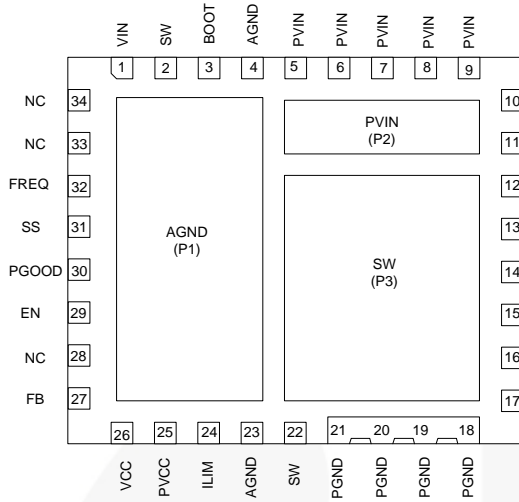 VIN SW BOOT AGND PVIN PVIN PVIN PVIN PVIN
1 2 3 4 5 6 7 8 9
NC 34
NC 33
FREQ 32
SS 31
PGOOD 30
EN 29
NC 28
FB 27
AGND
(P1)
PVIN
(P2)
SW
(P3)
10
11
12
13
14
15
16
17
26 25 24 23 22 21 20 19 18
VCC PVCC ILIM AGND SW PGND PGND PGND PGND